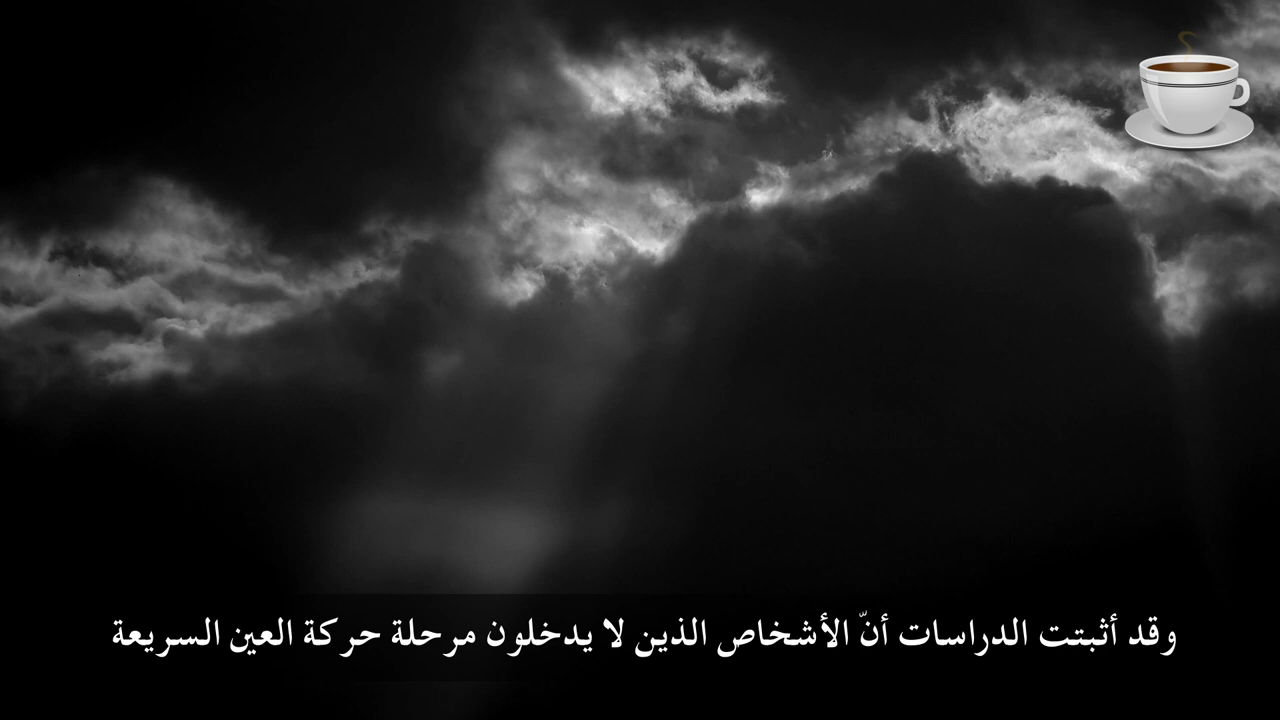 وقد أثبتت الدراسات أنّ الأشخاص الذين لا يدخلون مرحلة حركة العين السريعة